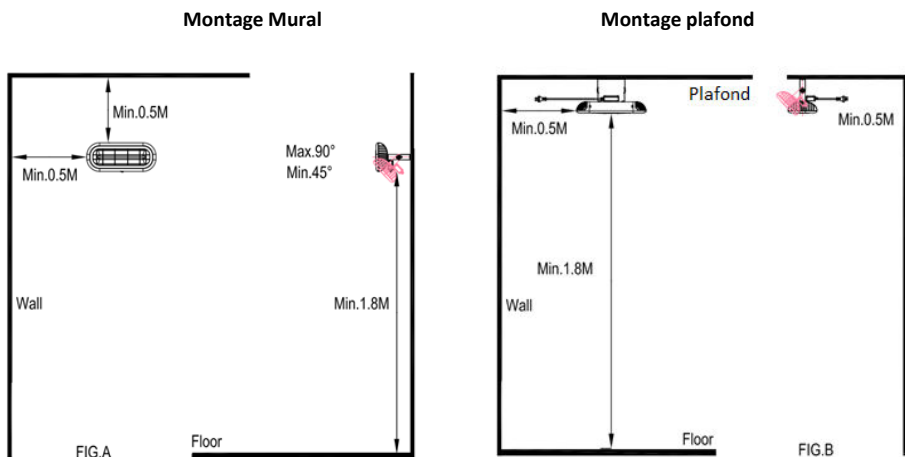 Montage Mural
Min.0.5M
Min.0.5M
Max.90°
Min.45°
Wall
Min.1.8M
Floor
FIG.A
Montage plafond
Plafond
Min.0.5M
Min.0.5M
Min.1.8M
Wall
Floor
FIG.B